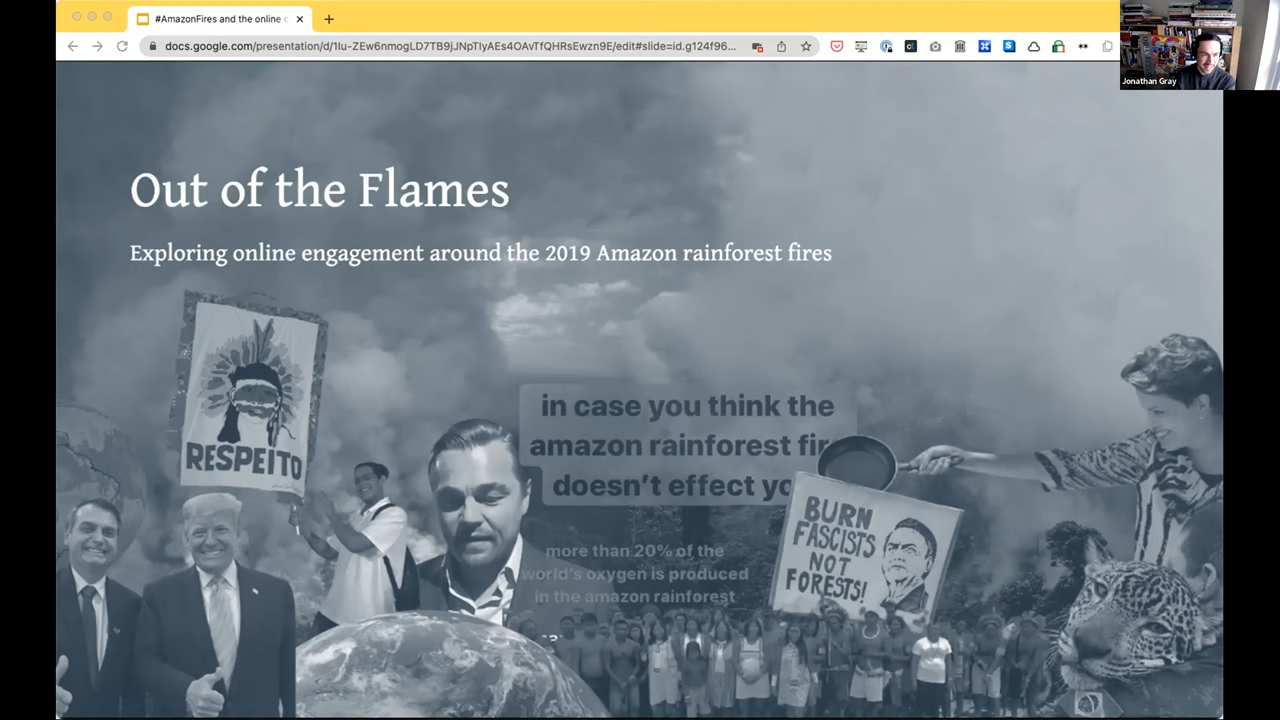 #AmazonFires and the online c
docs.google.com/presentation/d/1Iu-ZEw6nmogLD7TB9jJNpTlyAEs4OAvTfQHRsEwzn9E/edit#slide=id.g124f96...
Jonathan Gray
Out of the Flames
Exploring online engagement around the 2019 Amazon rainforest fires
RESPEITO
in case you think the
amazon rainforest fir
doesn't effect yo
more than 20% of the
world's oxygen is produced
in the amazon rainforest
BURN
FASCISTS
NOT
FORESTS!